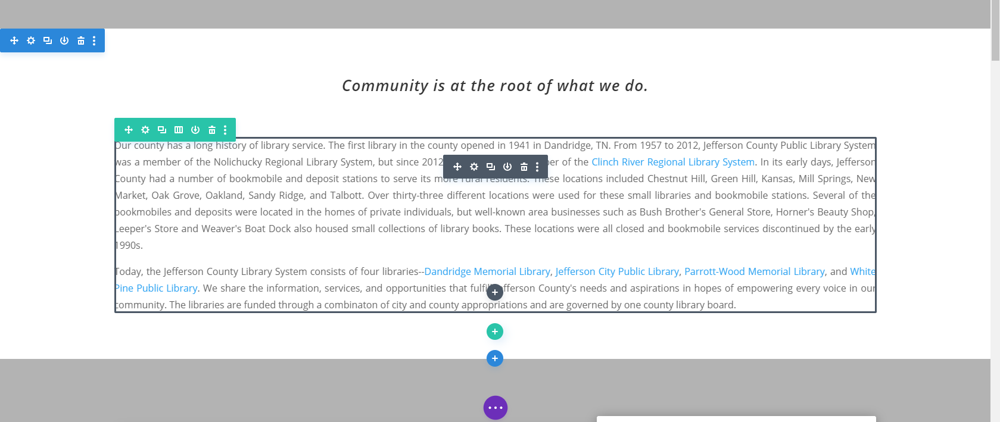 Community is at the root of what we do.
Our county has a long history of library service. The first library in the county opened in 1941 in Dandridge, TN. From 1957 to 2012, Jefferson County Public Library System
was a member of the Nolichucky Regional Library System, but since 2012 of the Clinch River Regional Library System. In its early days, Jefferson
County had a number of bookmobile and deposit stations to serve its more rural residents. These locations included Chestnut Hill, Green Hill, Kansas, Mill Springs, New
Market, Oak Grove, Oakland, Sandy Ridge, and Talbott. Over thirty-three different locations were used for these small libraries and bookmobile stations. Several of the
bookmobiles and deposits were located in the homes of private individuals, but well-known area businesses such as Bush Brother's General Store, Horner's Beauty Shop,
Leeper's Store and Weaver's Boat Dock also housed small collections of library books. These locations were all closed and bookmobile services discontinued by the early
1990s.
Today, the Jefferson County Library System consists of four libraries--Dandridge Memorial Library, Jefferson City Public Library, Parrott-Wood Memorial Library, and White
Pine Public Library. We share the information, services, and opportunities that fulfill Jefferson County's needs and aspirations in hopes of empowering every voice in our
community. The libraries are funded through a combinaton of city and county appropriations and are governed by one county library board.